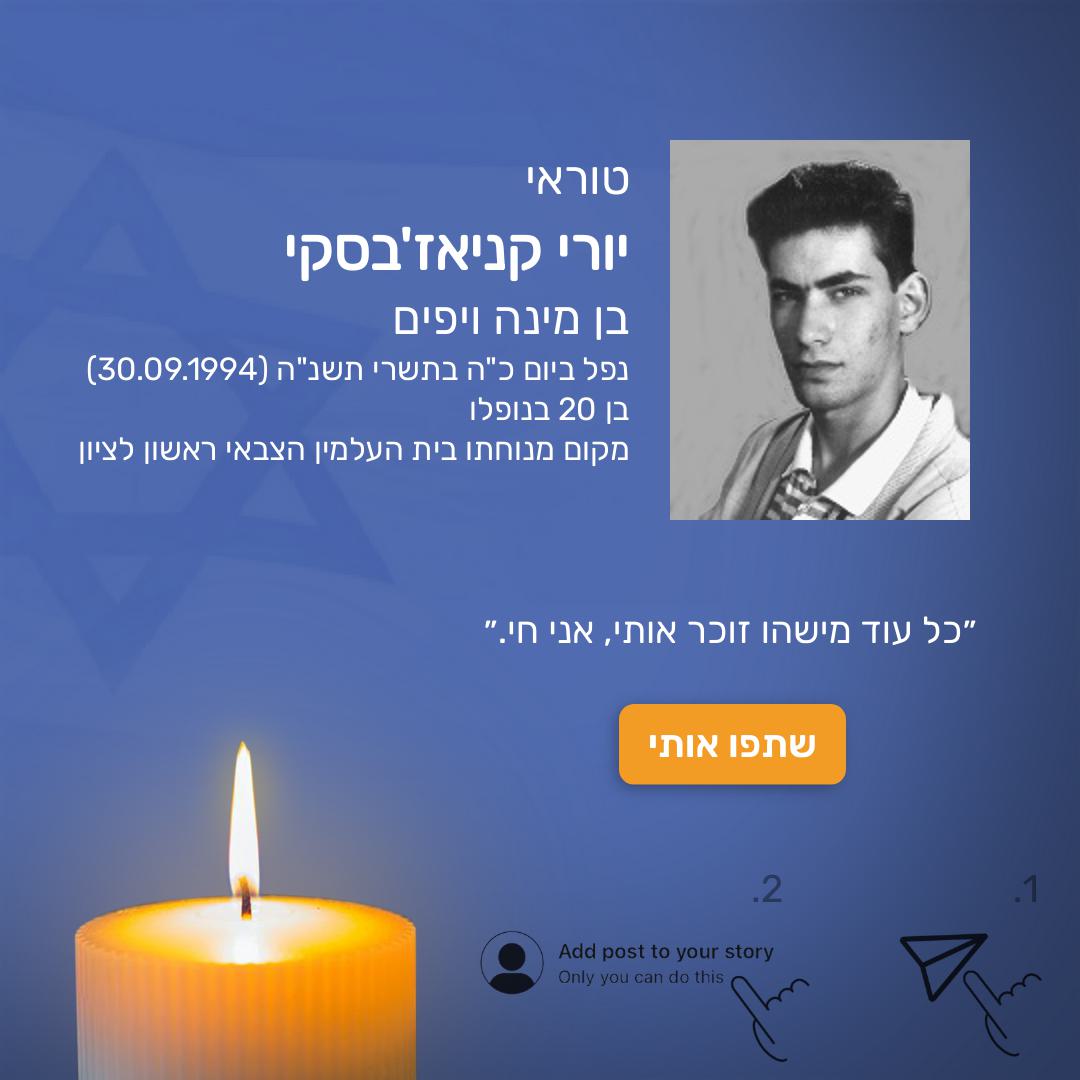 טוראי
יורי קניאז'בסקי
בן מינה ויפים
נפל ביום כ"ה בתשרי תשנ"ה (30.09.1994)
בן 20 בנופלו
מקום מנוחתו בית העלמין הצבאי ראשון לציון
״כל עוד מישהו זוכר אותי, אני חי.״
שתפו אותי
1.
2.
Add post to your story
Only you can do this